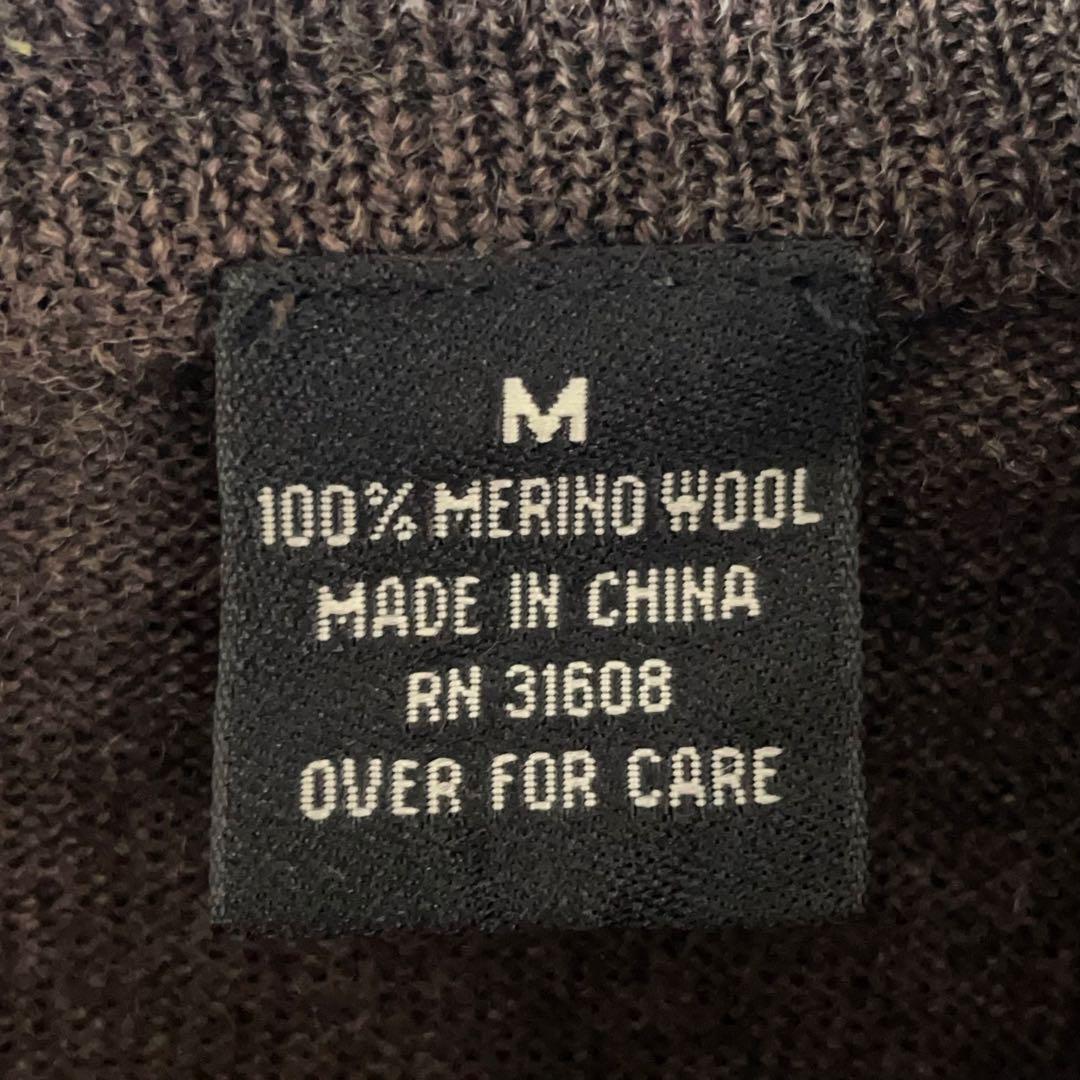 M
100% MERINO WOOL
MADE IN CHINA
RN 31608
OVER FOR CARE